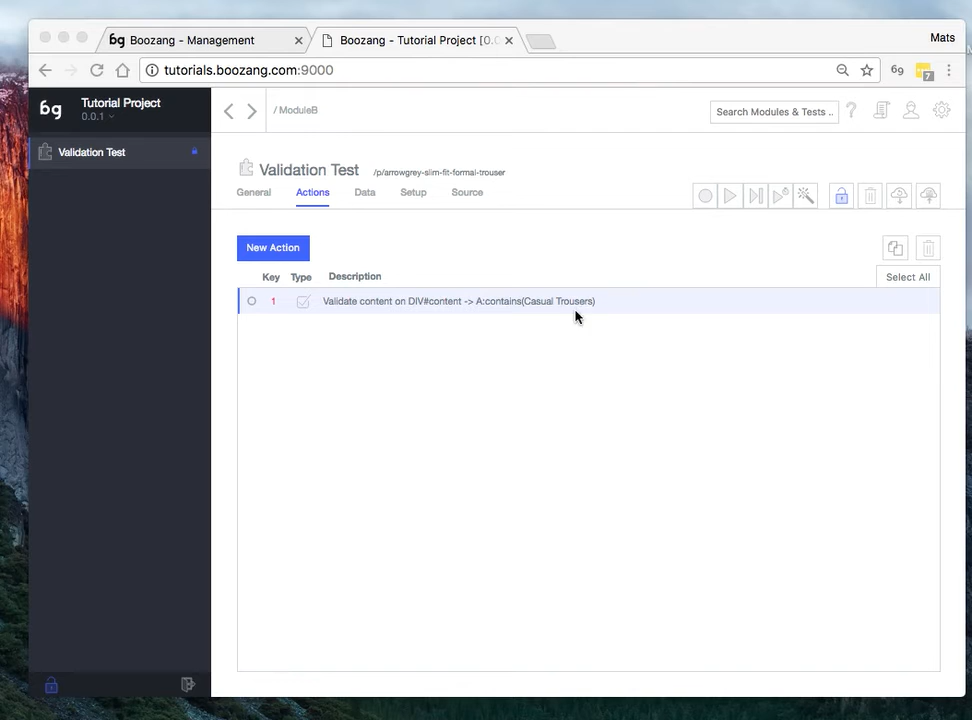 Boozang - Management
Boozang - Tutorial Project [0.0
Mats
tutorials.boozang.com:9000
7
Tutorial Project
0.0.1
/ ModuleB
Search Modules & Tests ..
Validation Test
Validation Test
/p/arrowgrey-slim-fit-formal-trouser
General
Actions
Data
Setup
Source
New Action
Key
Type
Description
Select All
1
Validate content on DIV#content -> A:contains(Casual Trousers)